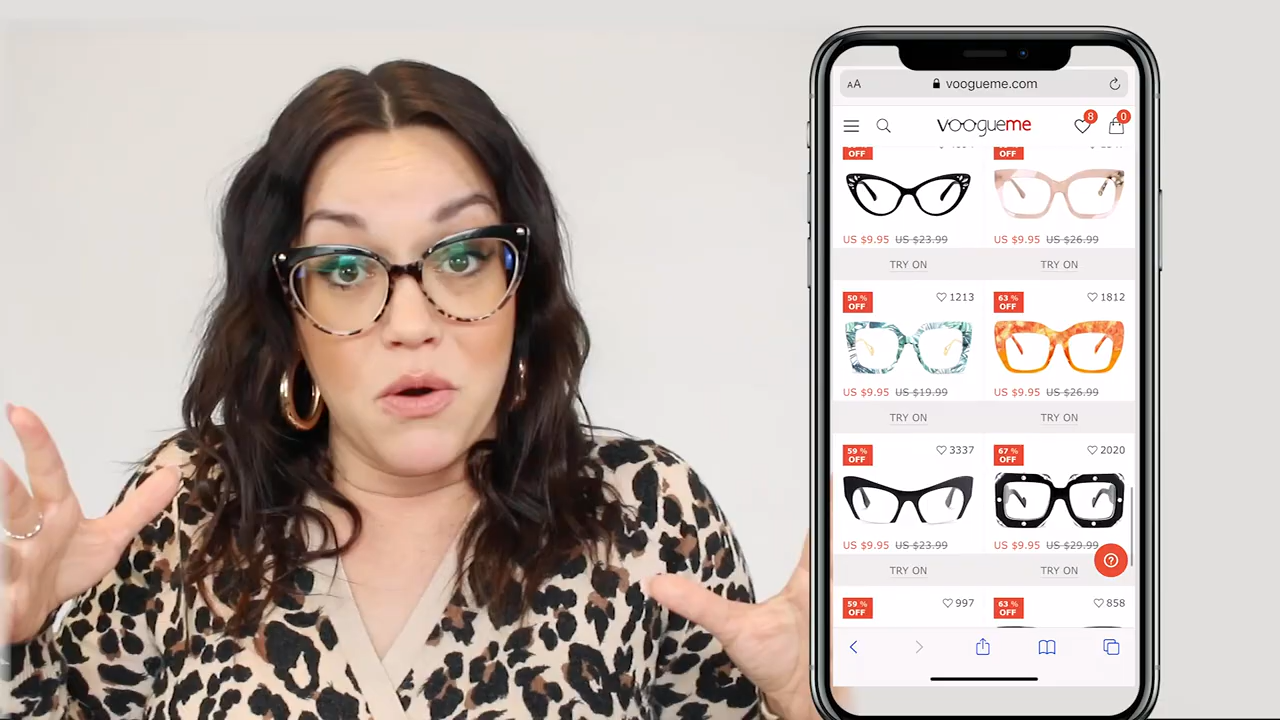 AA voogueme.com
voogueme 8 0
OFF OFF
US $9.95 US $23.99 US $9.95 US $26.99
TRY ON TRY ON
50 % OFF 1213 63 % OFF 1812
US $9.95 US $19.99 US $9.95 US $26.99
TRY ON TRY ON
59 % OFF 3337 67 % OFF 2020
US $9.95 US $23.99 US $9.95 US $29.99
TRY ON TRY ON
59 % OFF 997 63 % OFF 858